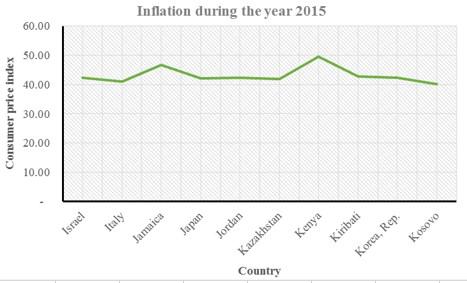 Inflation during the year 2015
Consumer price index
60.00
50.00
40.00
30.00
20.00
10.00
-
Israel
Italy
Jamaica
Japan
Jordan
Kazakhstan
Kenya
Kiribati
Korea, Rep.
Kosovo
Country